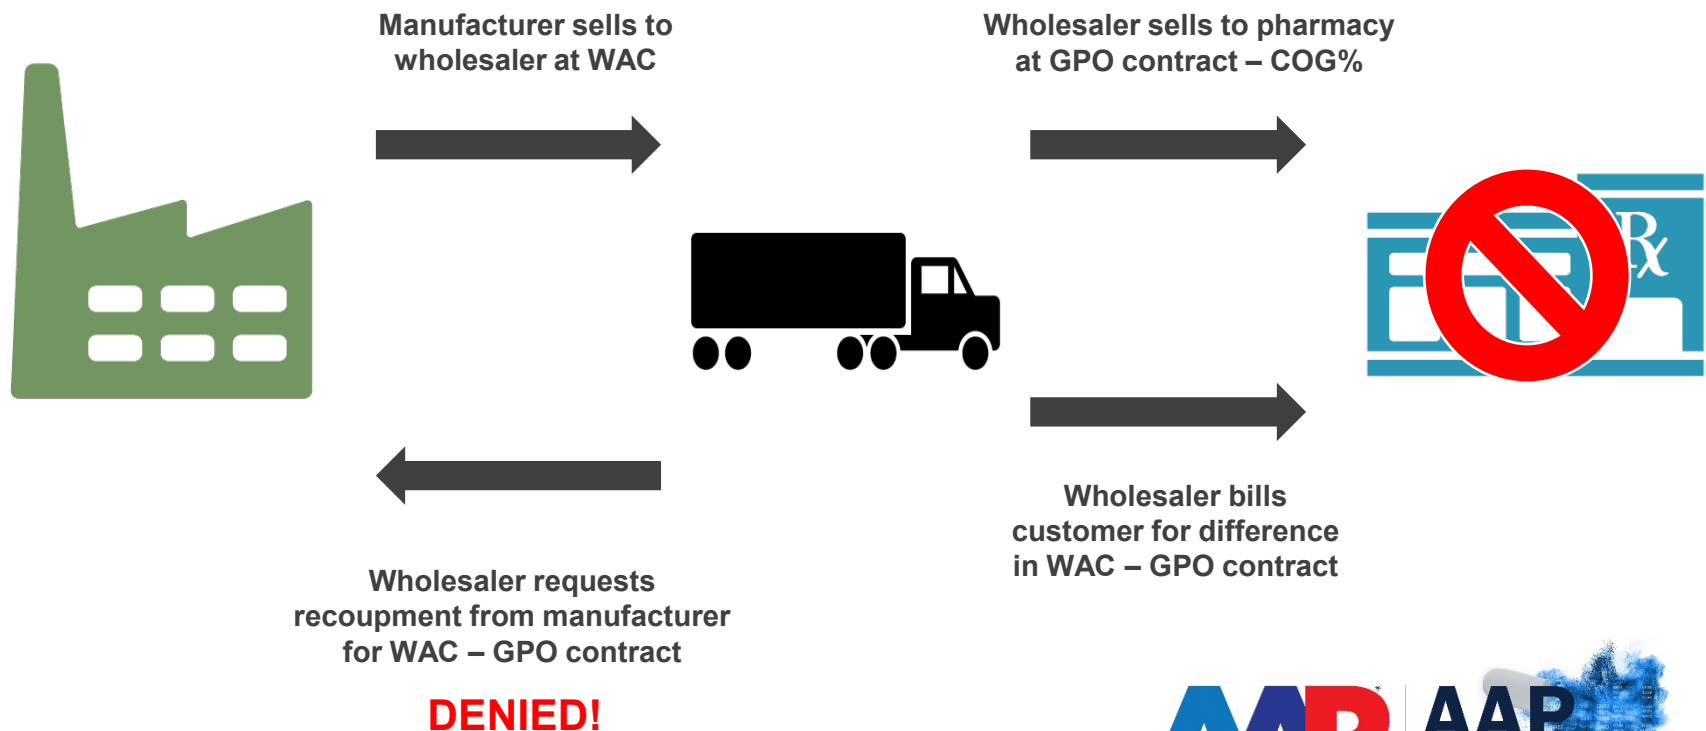 Manufacturer sells to
wholesaler at WAC
Wholesaler sells to pharmacy
at GPO contract – COG%
Rx
Wholesaler bills
customer for difference
in WAC – GPO contract
Wholesaler requests
recoupment from manufacturer
for WAC – GPO contract
DENIED!
AAP
AAP